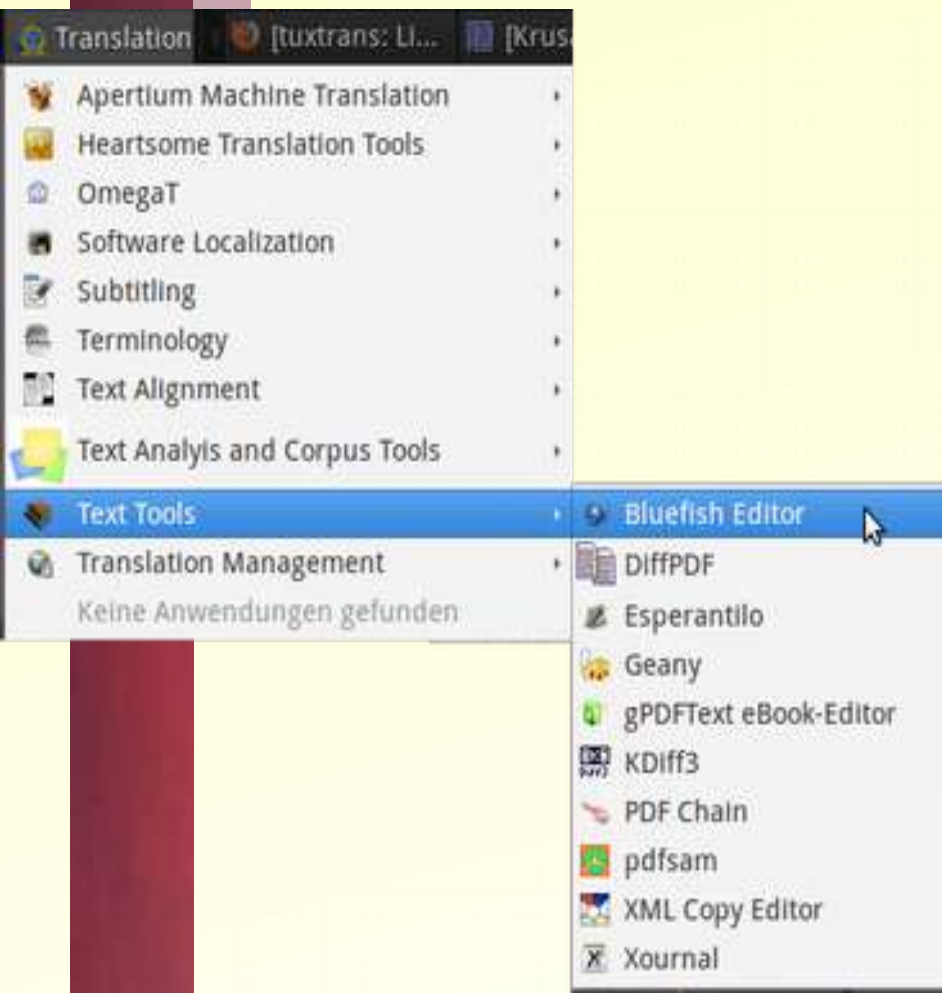 Translation [tuxtrans: Li... [Krus
Apertium Machine Translation
Heartsome Translation Tools
OmegaT
Software Localization
Subtitling
Terminology
Text Alignment
Text Analyis and Corpus Tools
Text Tools
Translation Management
Keine Anwendungen gefunden
Bluefish Editor
DiffPDF
Esperantilo
Geany
gPDFText eBook-Editor
KDiff3
PDF Chain
pdfsam
XML Copy Editor
Xournal